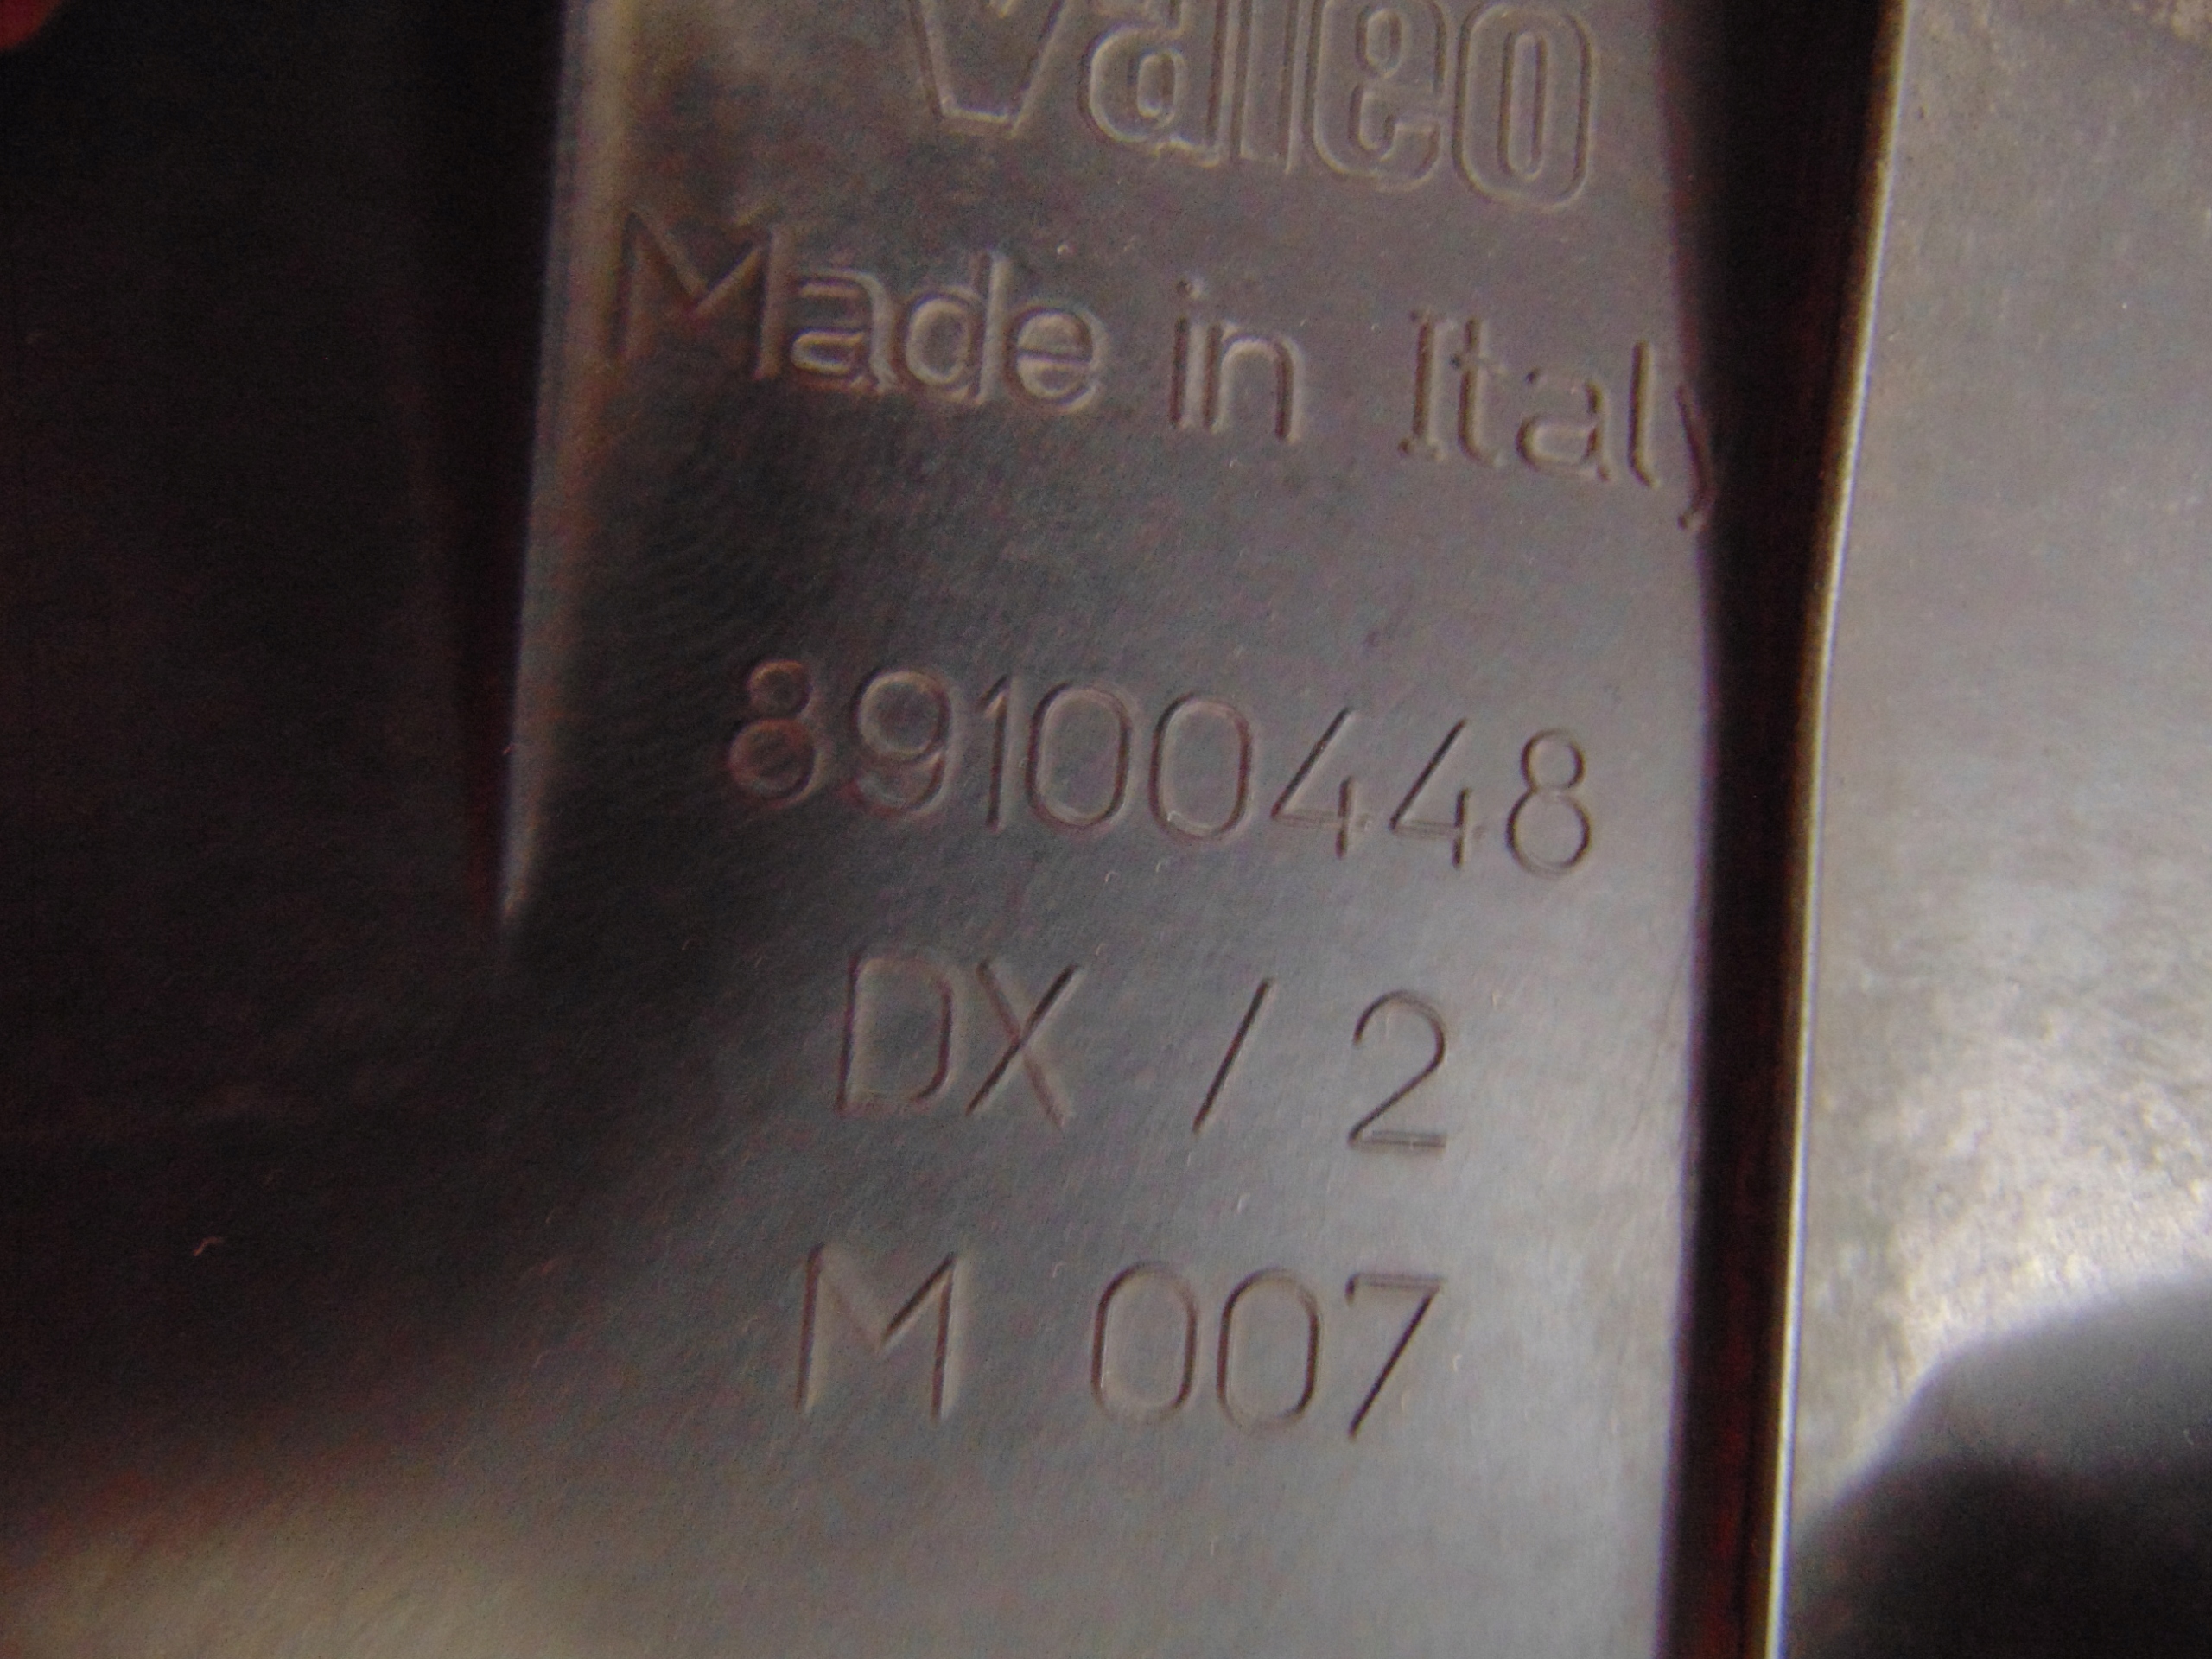 Valeo
Made in Italy
89100448
DX / 2
M 007